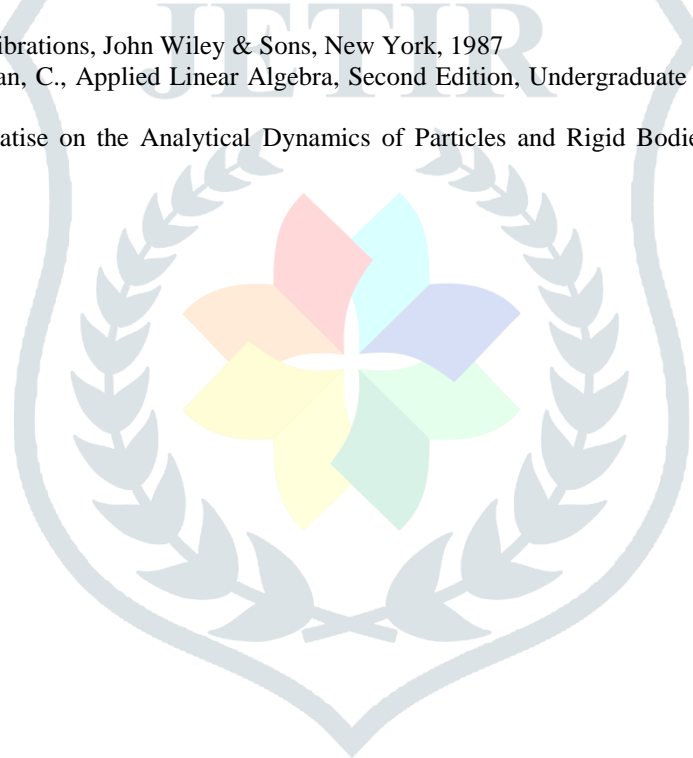 JETIR
ibrations, John Wiley & Sons, New York, 1987
an, C., Applied Linear Algebra, Second Edition, Undergraduate
atise on the Analytical Dynamics of Particles and Rigid Bodie